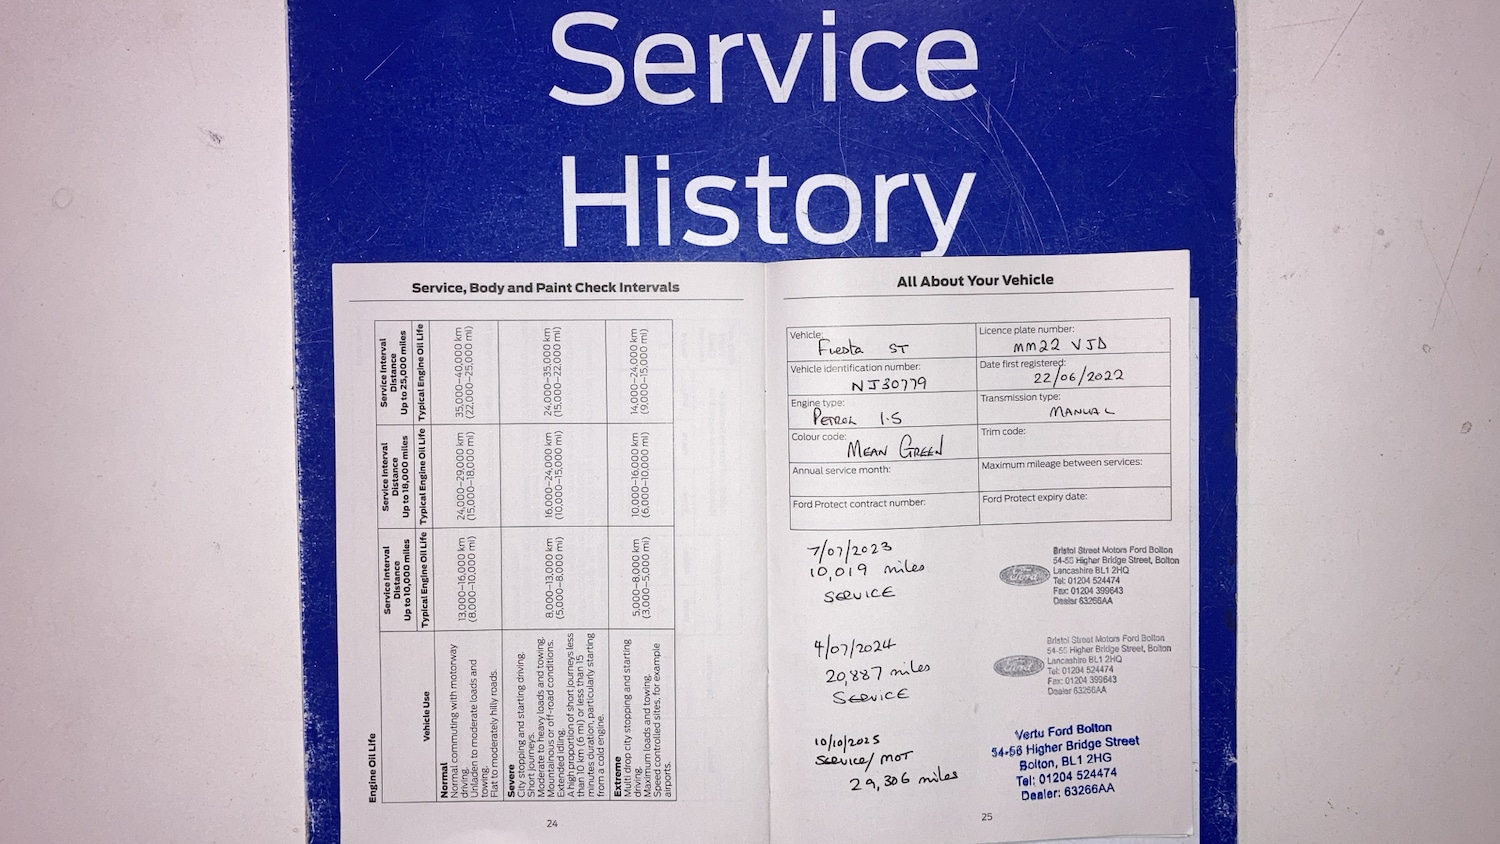 Service
History
Service, Body and Paint Check Intervals
Engine Oil Life
Vehicle Use
Service Interval
Distance
Up to 10,000 miles
Typical Engine Oil Life
Service Interval
Distance
Up to 18,000 miles
Typical Engine Oil Life
Service Interval
Distance
Up to 25,000 miles
Typical Engine Oil Life
Normal
Normal commuting with motorway
driving.
Unladen to moderate loads and
towing.
Flat to moderately hilly roads.
13,000–16,000 km
(8,000–10,000 mi)
24,000–29,000 km
(15,000–18,000 mi)
35,000–40,000 km
(22,000–25,000 mi)
Severe
City stopping and starting driving.
Short journeys.
Moderate to heavy loads and towing.
Mountainous or off-road conditions.
Extended idling.
A high proportion of short journeys less
than 10 km (6 mi) or less than 15
minutes duration, particularly starting
from a cold engine.
8,000–13,000 km
(5,000–8,000 mi)
16,000–24,000 km
(10,000–15,000 mi)
24,000–35,000 km
(15,000–22,000 mi)
Extreme
Multi drop city stopping and starting
driving.
Maximum loads and towing.
Speed controlled sites, for example
airports.
5,000–8,000 km
(3,000–5,000 mi)
10,000–16,000 km
(6,000–10,000 mi)
14,000–24,000 km
(9,000–15,000 mi)
24
All About Your Vehicle
Vehicle: Fiesta ST
Licence plate number: MM22 VJD
Vehicle identification number: NJ30779
Date first registered: 22/06/2022
Engine type: PETROL 1.5
Transmission type: MANUAL
Colour code: MEAN GREEN
Trim code:
Annual service month:
Maximum mileage between services:
Ford Protect contract number:
Ford Protect expiry date:
7/07/2023
10,019 miles
SERVICE
Ford
Bristol Street Motors Ford Bolton
54-56 Higher Bridge Street, Bolton
Lancashire BL1 2HQ
Tel: 01204 524474
Fax: 01204 399643
Dealer 63266AA
4/07/2024
20,887 miles
SERVICE
Ford
Bristol Street Motors Ford Bolton
54-56 Higher Bridge Street, Bolton
Lancashire BL1 2HQ
Tel: 01204 524474
Fax: 01204 399643
Dealer 63266AA
10/10/2025
SERVICE/MOT
29,306 miles
Vertu Ford Bolton
54-56 Higher Bridge Street
Bolton, BL1 2HG
Tel: 01204 524474
Dealer: 63266AA
25